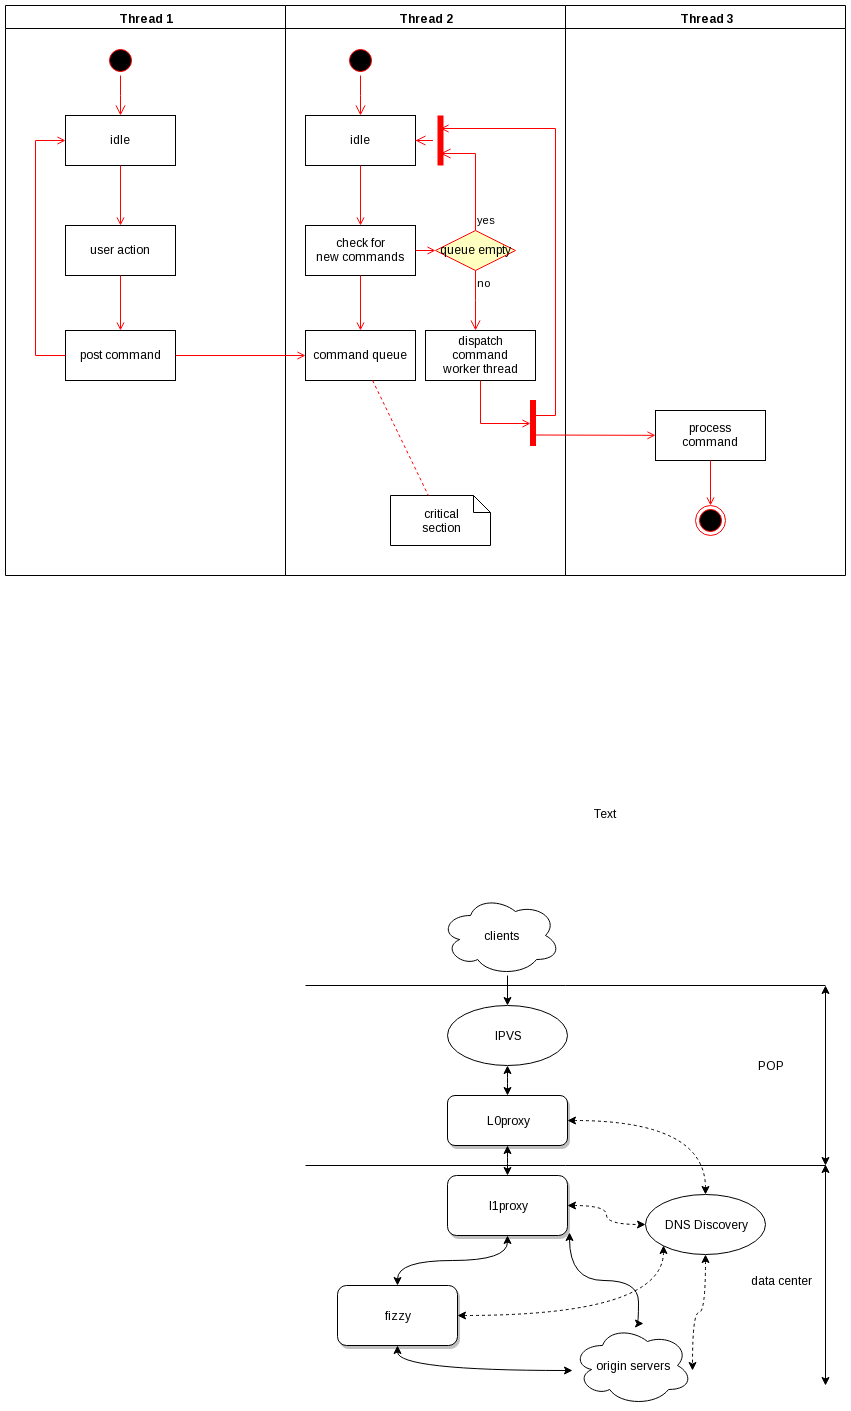 Thread 1
Thread 2
Thread 3
idle
idle
user action
check for
new commands
queue empty
yes
no
post command
command queue
dispatch
command
worker thread
process
command
critical
section
Text
clients
IPVS
POP
L0proxy
l1proxy
DNS Discovery
data center
fizzy
origin servers